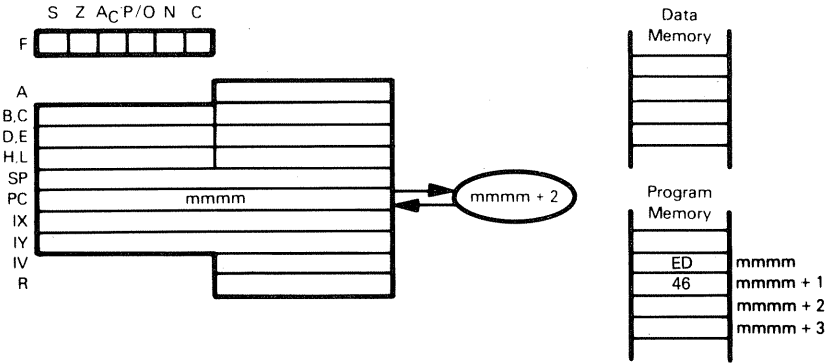 S Z AC P/O N C
F
A
B,C
D,E
H,L
SP
PC mmmm mmmm + 2
IX
IY
IV
R
Data
Memory
Program
Memory
ED mmmm
46 mmmm + 1
mmmm + 2
mmmm + 3